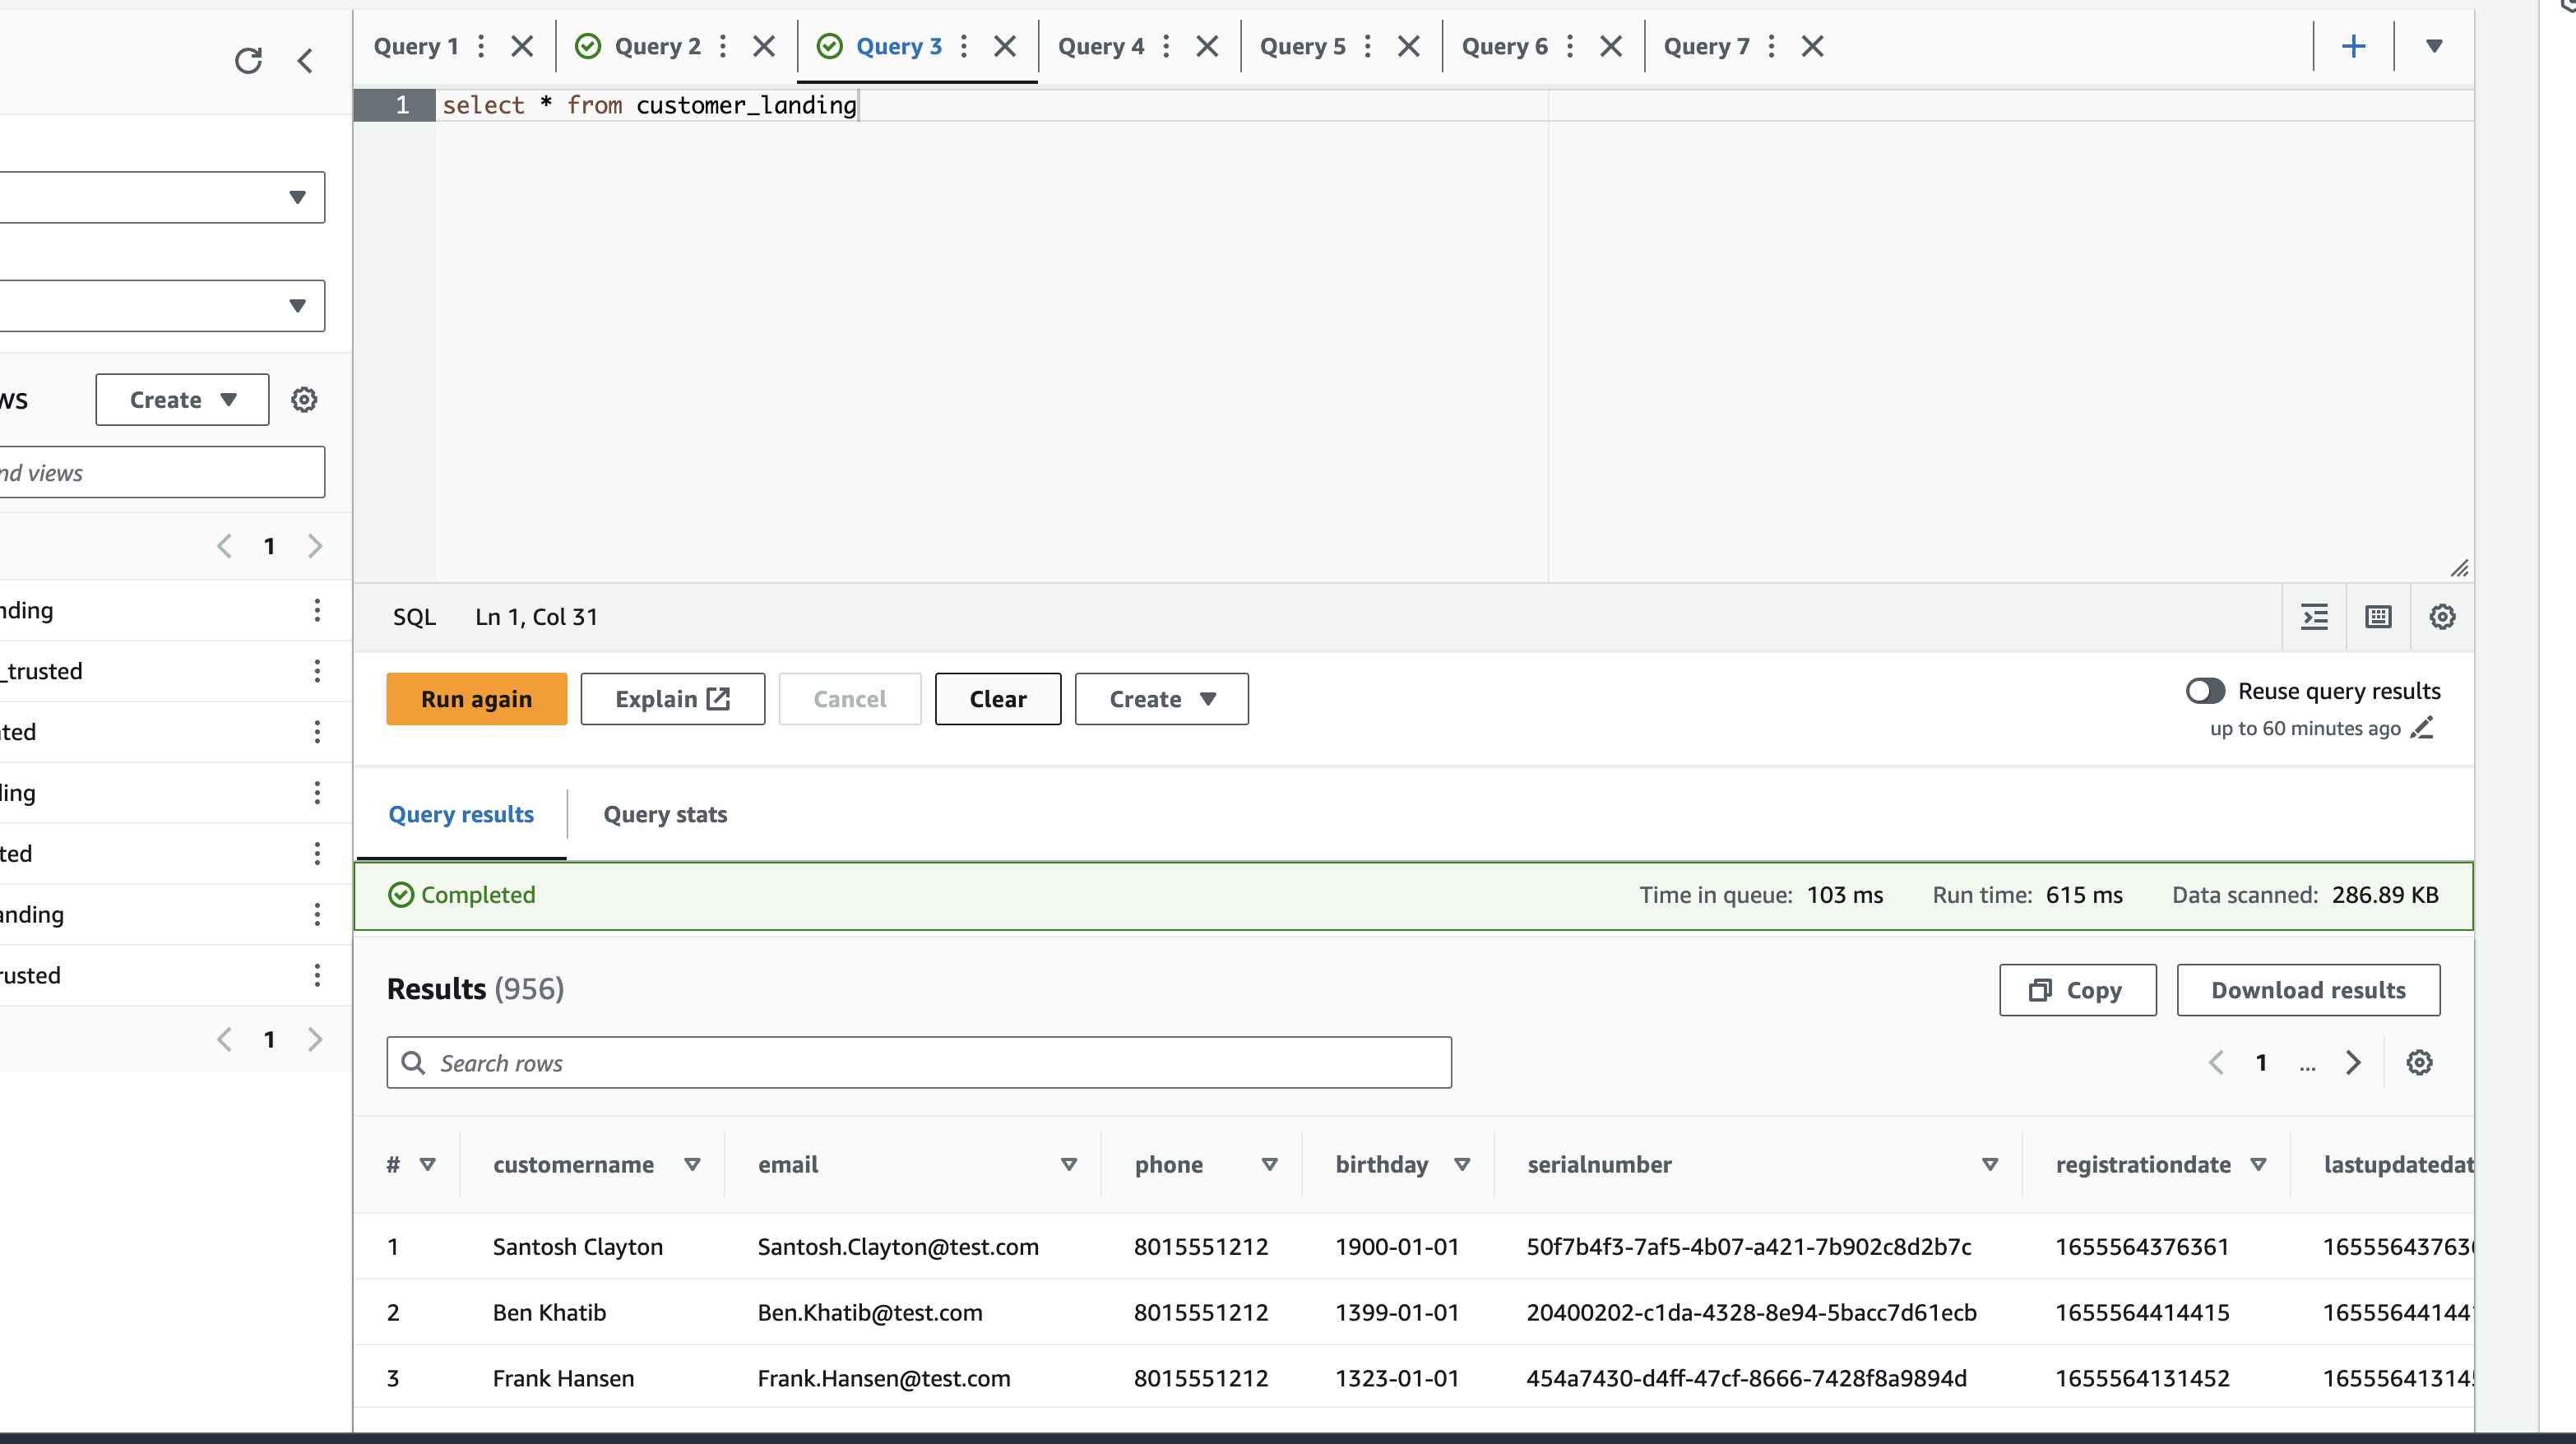 Query 1 Query 2 Query 3 Query 4 Query 5 Query 6 Query 7
1 select * from customer_landing
ws Create
nd views
1
nding
_trusted
ted
ling
ted
anding
rusted
1
SQL Ln 1, Col 31
Run again Explain Cancel Clear Create
Reuse query results
up to 60 minutes ago
Query results Query stats
Completed Time in queue: 103 ms Run time: 615 ms Data scanned: 286.89 KB
Results (956) Copy Download results
Search rows 1 ...
# customername email phone birthday serialnumber registrationdate lastupdatedat
1 Santosh Clayton Santosh.Clayton@test.com 8015551212 1900-01-01 50f7b4f3-7af5-4b07-a421-7b902c8d2b7c 1655564376361 165556437636
2 Ben Khatib Ben.Khatib@test.com 8015551212 1399-01-01 20400202-c1da-4328-8e94-5bacc7d61ecb 1655564414415 165556441441
3 Frank Hansen Frank.Hansen@test.com 8015551212 1323-01-01 454a7430-d4ff-47cf-8666-7428f8a9894d 1655564131452 165556413145